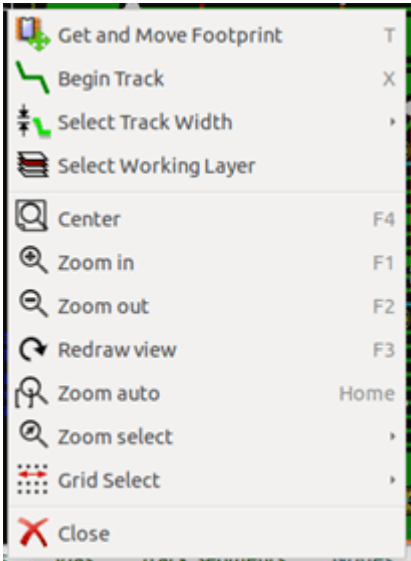 Get and Move Footprint T
Begin Track X
Select Track Width
Select Working Layer
Center F4
Zoom in F1
Zoom out F2
Redraw view F3
Zoom auto Home
Zoom select
Grid Select
Close